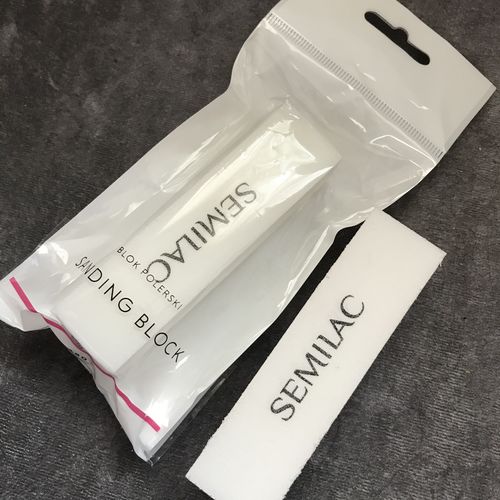 SEMILAC
BLOK POLERSKI
SANDING BLOCK
SEMILAC